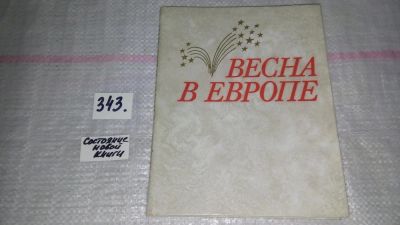 ВЕСНА
В ЕВРОПЕ
343.
Состояние
новой
книги